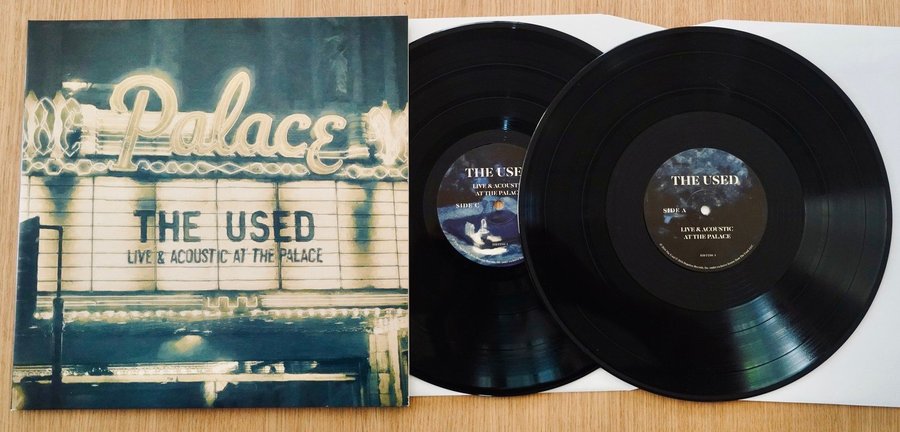 Palace
THE USED
LIVE & ACOUSTIC AT THE PALACE
THE USED
LIVE & ACOUSTIC
AT THE PALACE
SIDE C
THE USED
SIDE A
LIVE & ACOUSTIC
AT THE PALACE